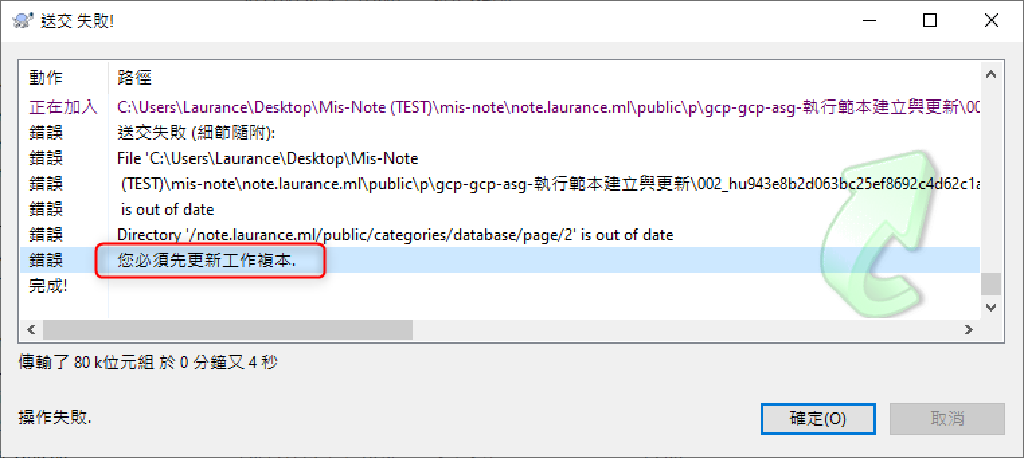 送交 失敗!
動作 路徑
正在加入 C:\Users\Laurance\Desktop\Mis-Note (TEST)\mis-note\note.laurance.ml\public\p\gcp-gcp-asg-執行範本建立與更新\00
錯誤 送交失敗 (細節隨附):
錯誤 File 'C:\Users\Laurance\Desktop\Mis-Note
錯誤 (TEST)\mis-note\note.laurance.ml\public\p\gcp-gcp-asg-執行範本建立與更新\002_hu943e8b2d063bc25ef8692c4d62c1a
錯誤 is out of date
錯誤 Directory '/note.laurance.ml/public/categories/database/page/2' is out of date
錯誤 您必須先更新工作複本.
完成!
傳輸了 80 k位元組 於 0 分鐘又 4 秒
操作失敗.
確定(O) 取消